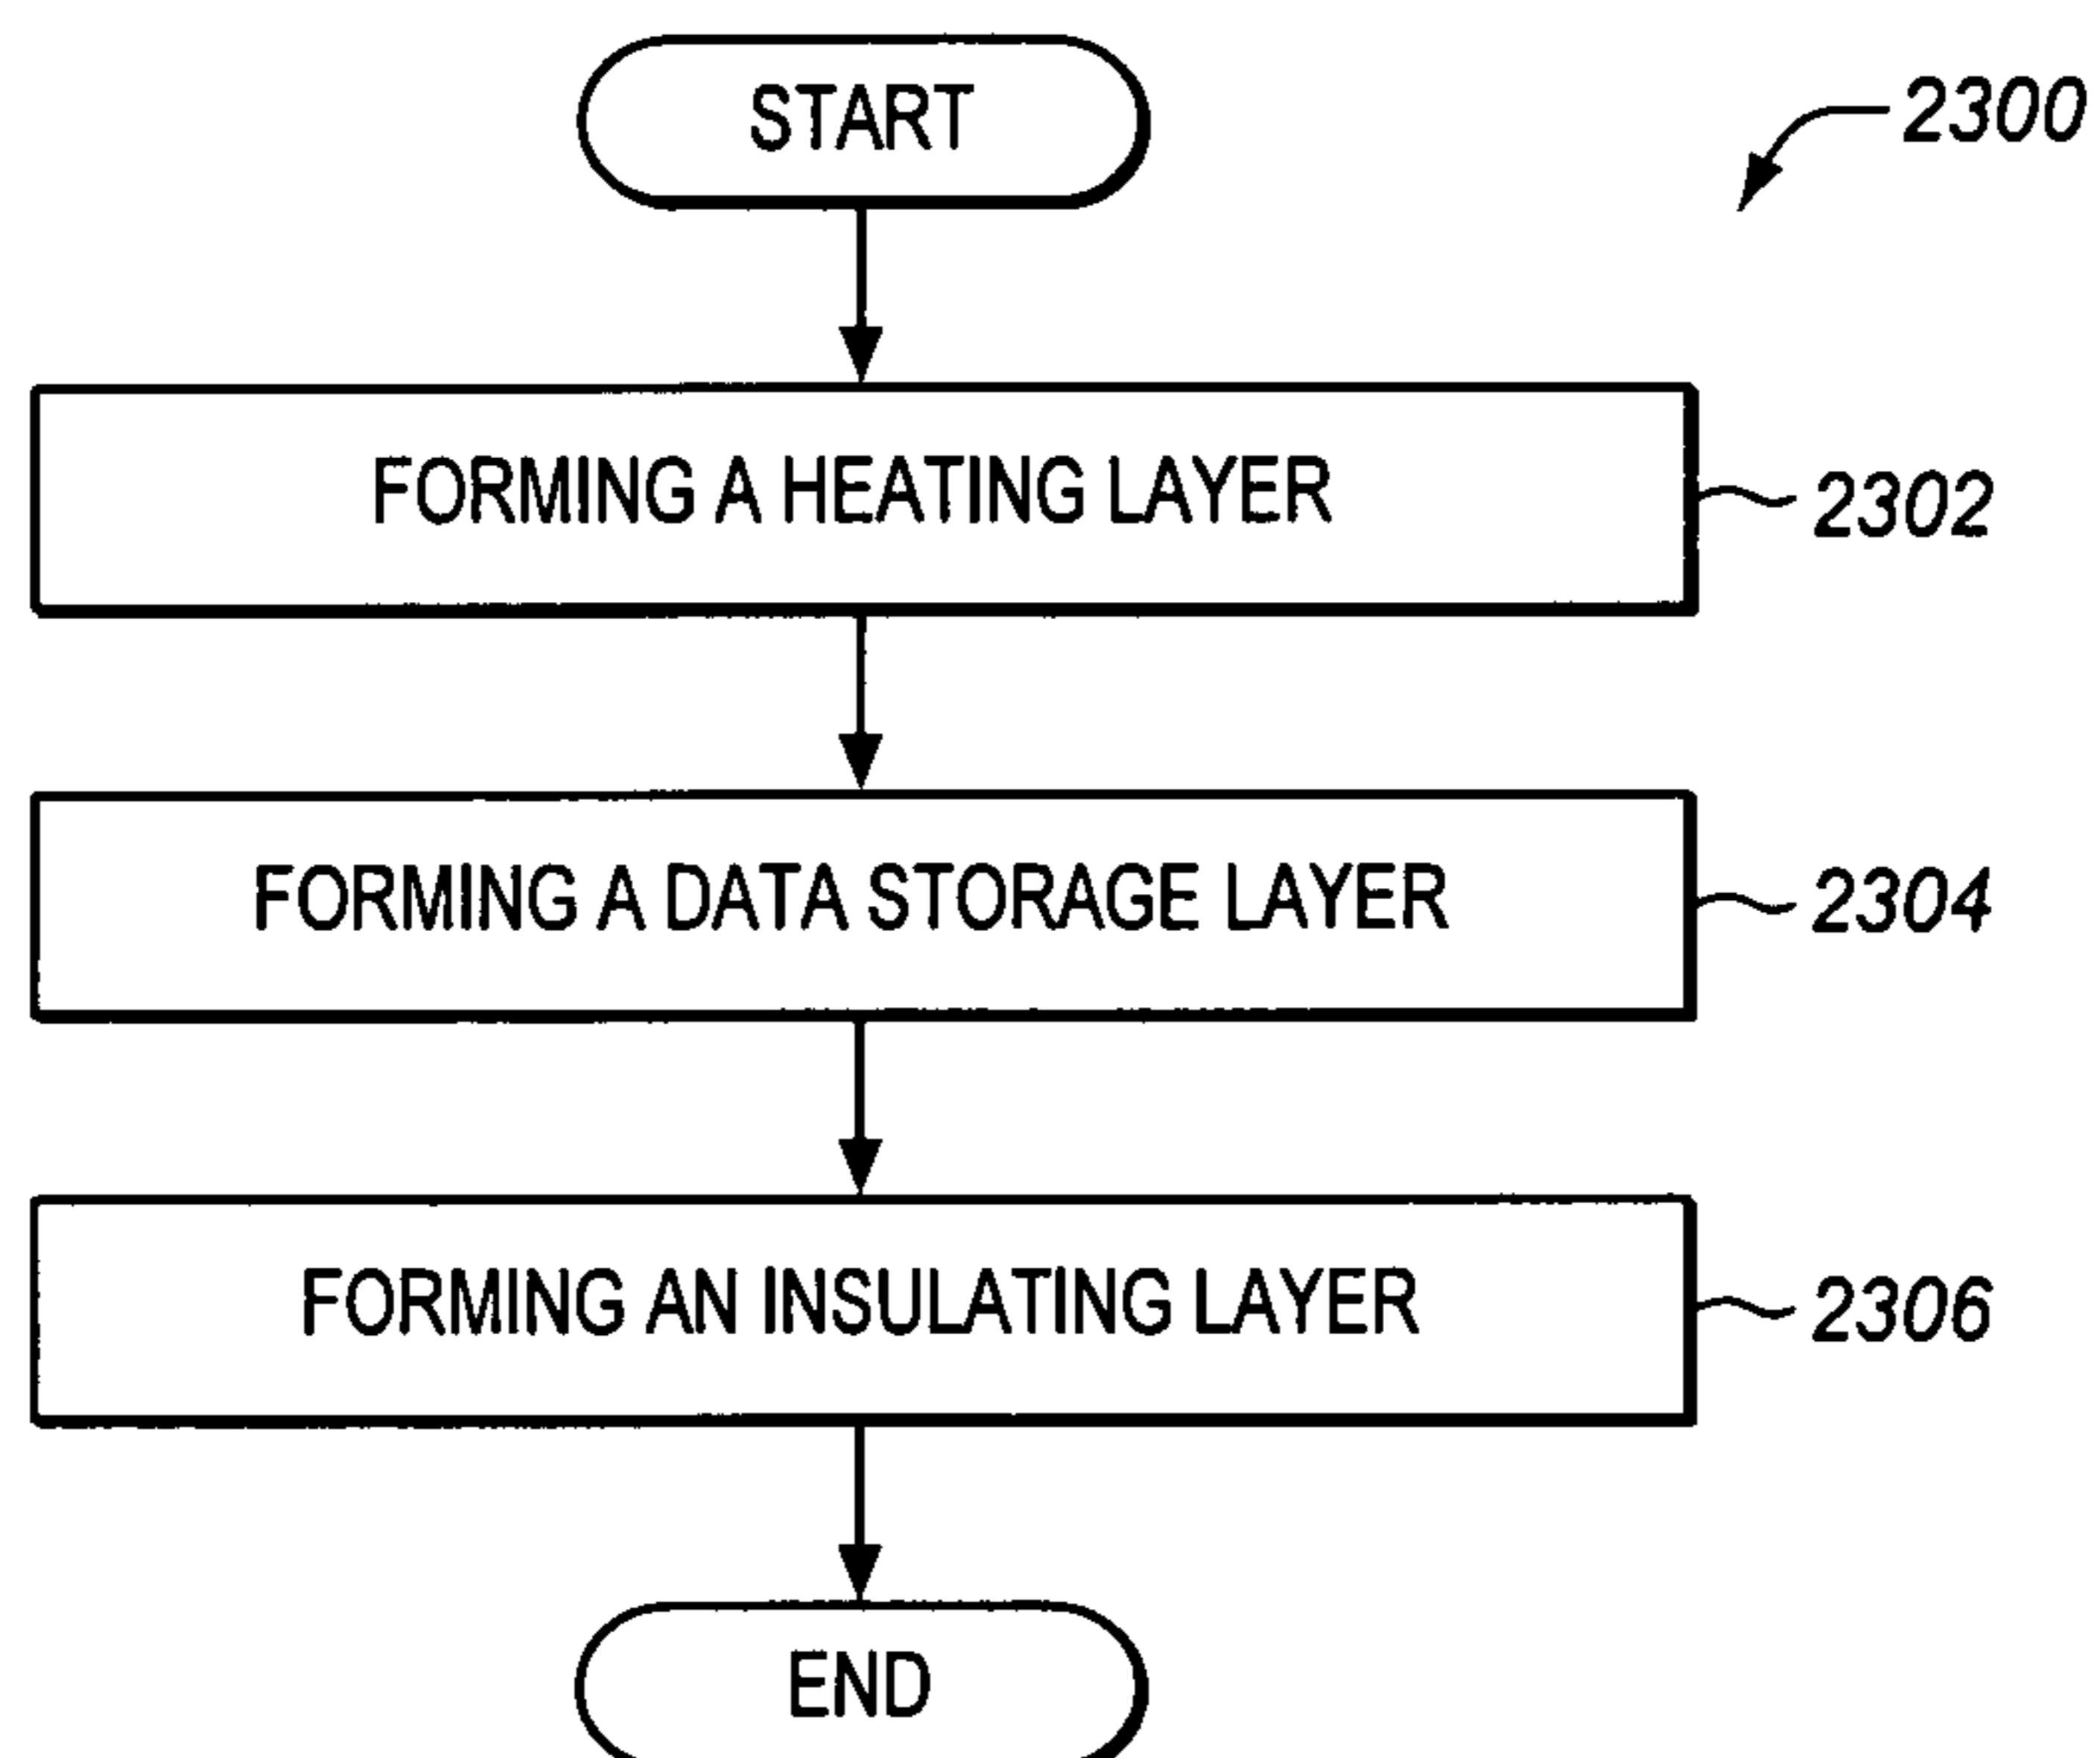 START
2300
FORMING A HEATING LAYER
2302
FORMING A DATA STORAGE LAYER
2304
FORMING AN INSULATING LAYER
2306
END